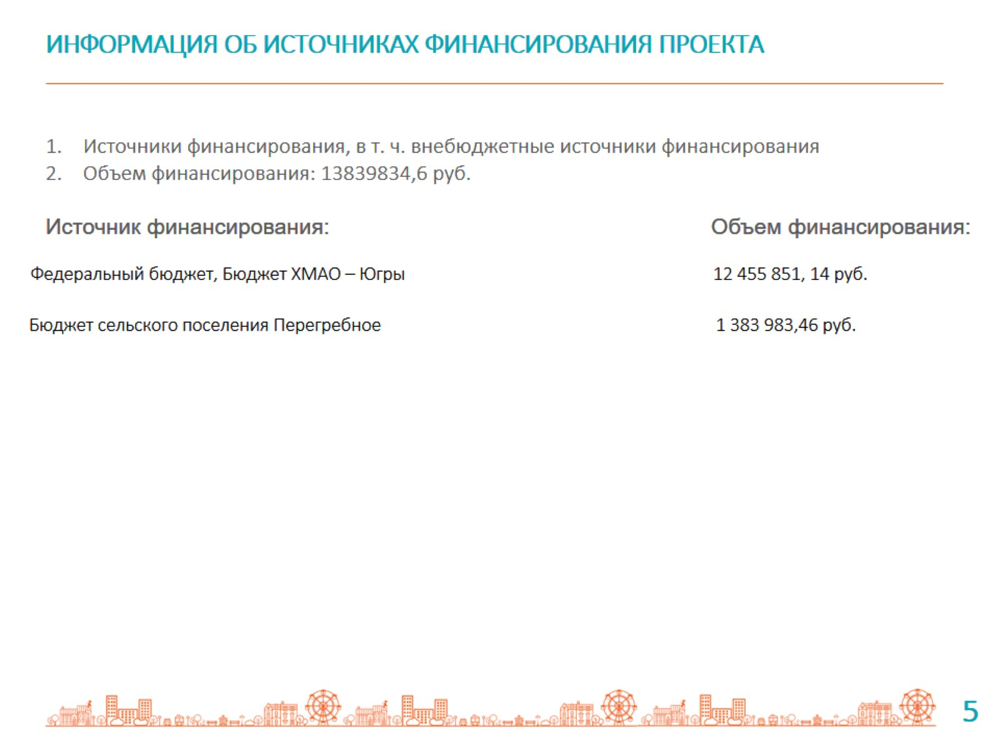 ИНФОРМАЦИЯ ОБ ИСТОЧНИКАХ ФИНАНСИРОВАНИЯ ПРОЕКТА
1. Источники финансирования, в т. ч. внебюджетные источники финансирования
2. Объем финансирования: 13839834,6 руб.
Источник финансирования: Объем финансирования:
Федеральный бюджет, Бюджет ХМАО – Югры 12 455 851, 14 руб.
Бюджет сельского поселения Перегребное 1 383 983,46 руб.
5